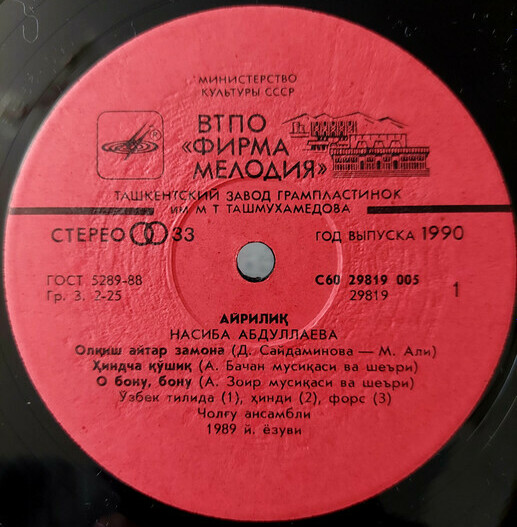 МИНИСТЕРСТВО
КУЛЬТУРЫ СССР
ВТПО
«ФИРМА
МЕЛОДИЯ»
ТАШКЕНТСКИЙ ЗАВОД ГРАМПЛАСТИНОК
ИМ М Т ТАШМУХАМЕДОВА
СТЕРЕО 33
ГОД ВЫПУСКА 1990
ГОСТ 5289-88
Гр. 3. 2-25
С60 29819 005
29819
1
АЙРИЛИҚ
НАСИБА АБДУЛЛАЕВА
Олқиш айтар замона (Д. Сайдаминова — М. Али)
Ҳиндча қўшиқ (А. Бачан мусиқаси ва шеъри)
О бону, бону (А. Зоир мусиқаси ва шеъри)
Ўзбек тилида (1), ҳинди (2), форс (3)
Чолғу ансамбли
1989 й. ёзуви